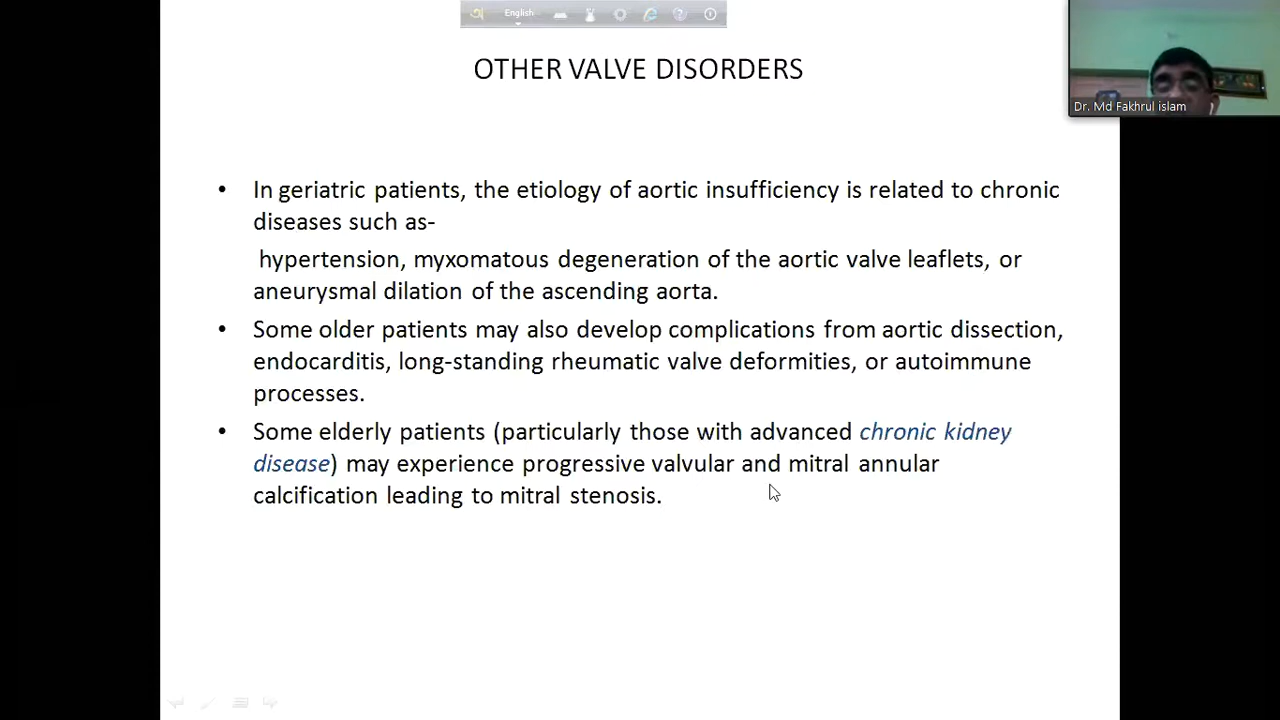 English
OTHER VALVE DISORDERS
Dr. Md Fakhrul islam
• In geriatric patients, the etiology of aortic insufficiency is related to chronic
diseases such as-
hypertension, myxomatous degeneration of the aortic valve leaflets, or
aneurysmal dilation of the ascending aorta.
• Some older patients may also develop complications from aortic dissection,
endocarditis, long-standing rheumatic valve deformities, or autoimmune
processes.
• Some elderly patients (particularly those with advanced chronic kidney
disease) may experience progressive valvular and mitral annular
calcification leading to mitral stenosis.